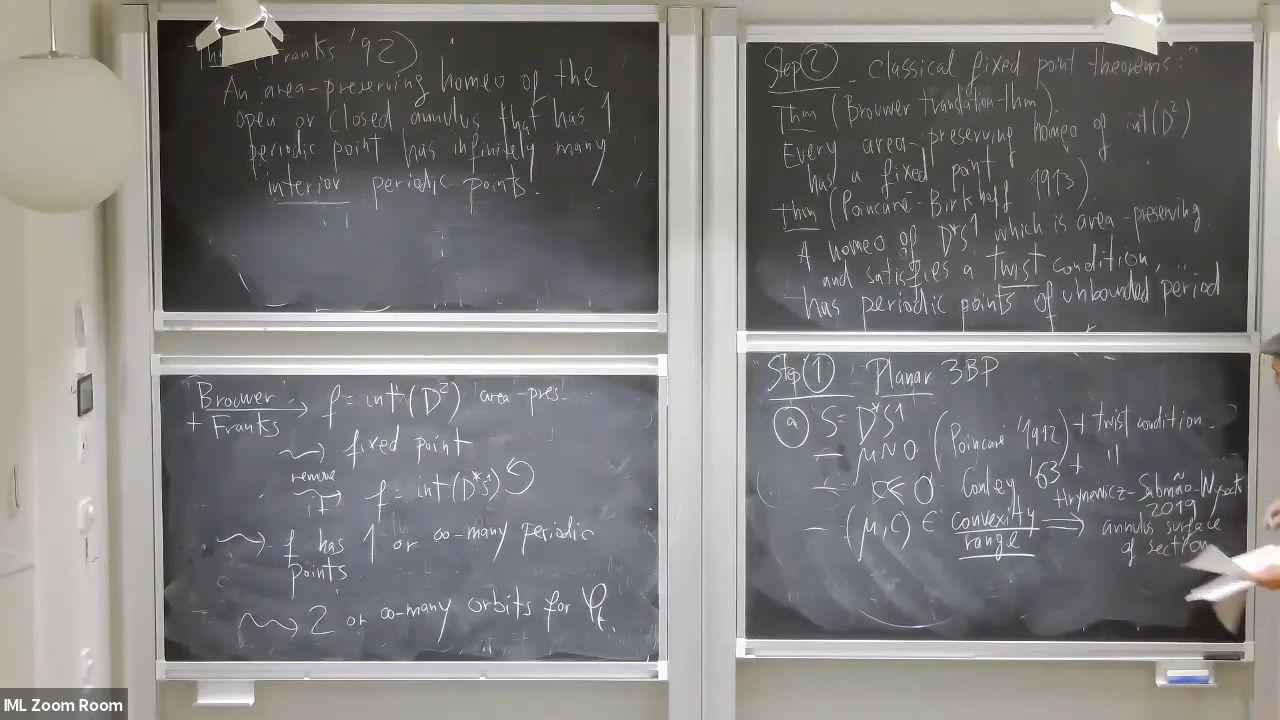 Thm (Franks '92)
An area-preserving homeo of the
open or closed annulus that has 1
periodic point has infinitely many
interior periodic points.
Brouwer
+ Franks
f: int(D²) area-pres.
⇝ fixed point
remove
⇝ f: int(D*S¹) ↺
⇝ f has 1 or ∞-many periodic
points
⇝ 2 or ∞-many orbits for φ_t.
Step ② - classical fixed point theorems:
Thm (Brouwer translation thm)
Every area-preserving homeo of int(D²)
has a fixed point
thm (Poincaré-Birkhoff 1913)
A homeo of D*S¹ which is area-preserving
and satisfies a twist condition,
has periodic points of unbounded period
Step ① Planar 3BP
ⓐ S = D*S¹
- μ∿0 (Poincaré 1912) + twist condition
- c≪0 Conley '63 + "
- (μ,c) ∈ convexity range ⟹ Hryniewicz-Salomão-Wysocki
2019
annulus surface
of section
IML Zoom Room